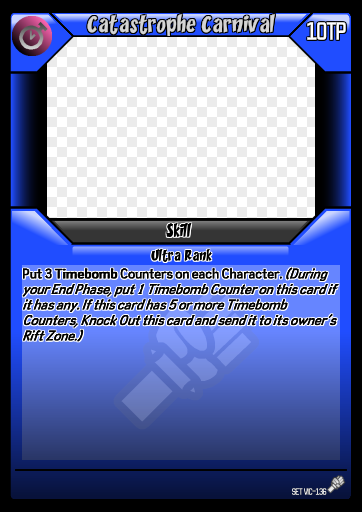 Catastrophe Carnival
10TP
Skill
Ultra Rank
Put 3 Timebomb Counters on each Character. (During
your End Phase, put 1 Timebomb Counter on this card if
it has any. If this card has 5 or more Timebomb
Counters, Knock Out this card and send it to its owner's
Rift Zone.)
SET VIC-136